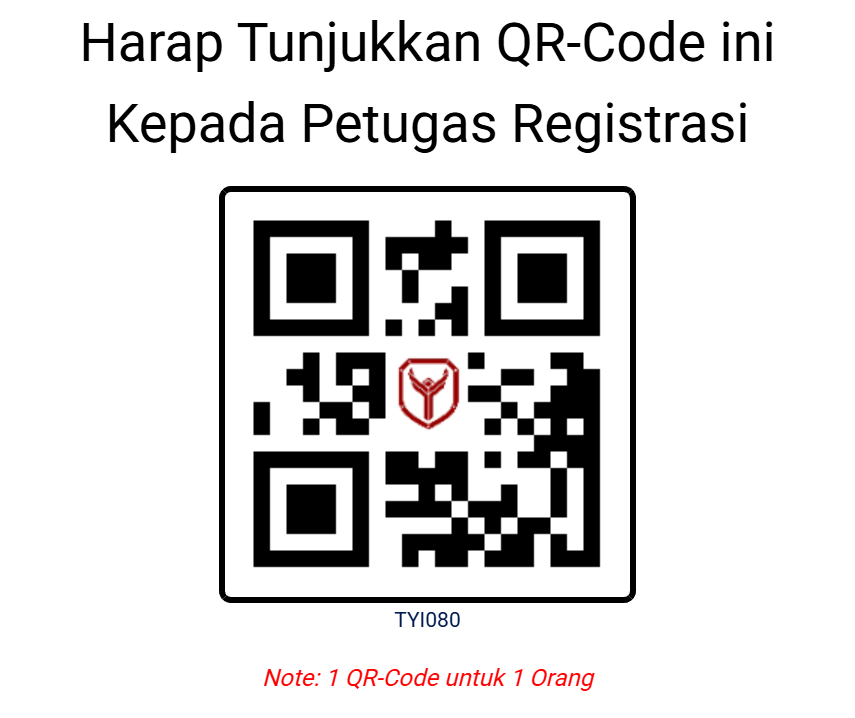 Harap Tunjukkan QR-Code ini
Kepada Petugas Registrasi
TYI080
Note: 1 QR-Code untuk 1 Orang